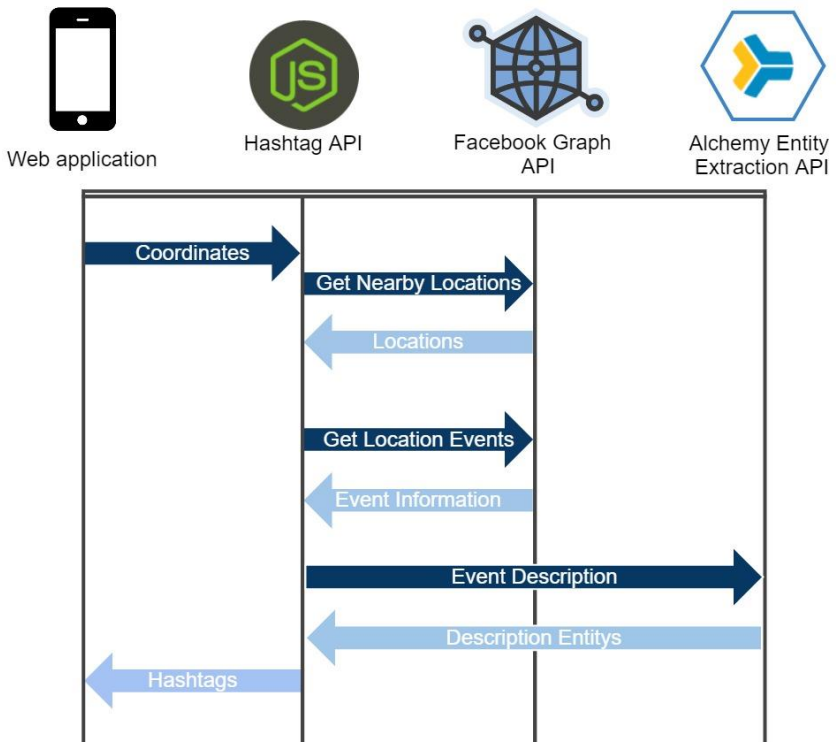 JS
Web application
Hashtag API
Facebook Graph
API
Alchemy Entity
Extraction API
Coordinates
Get Nearby Locations
Locations
Get Location Events
Event Information
Event Description
Description Entitys
Hashtags